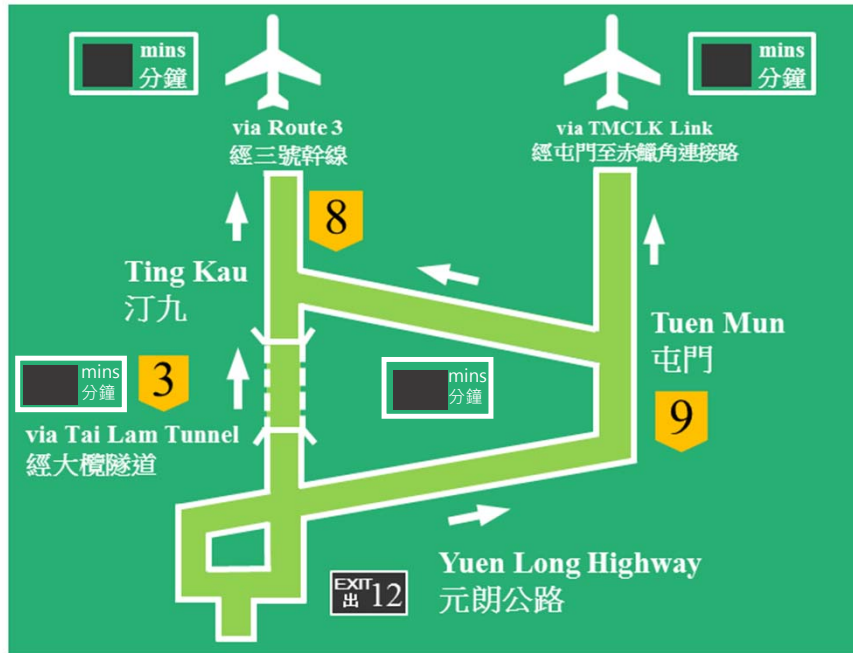 mins
分鐘
mins
分鐘
via Route 3
經三號幹線
via TMCLK Link
經屯門至赤鱲角連接路
8
Ting Kau
汀九
Tuen Mun
屯門
mins
分鐘
3
mins
分鐘
9
via Tai Lam Tunnel
經大欖隧道
Yuen Long Highway
元朗公路
EXIT
出 12